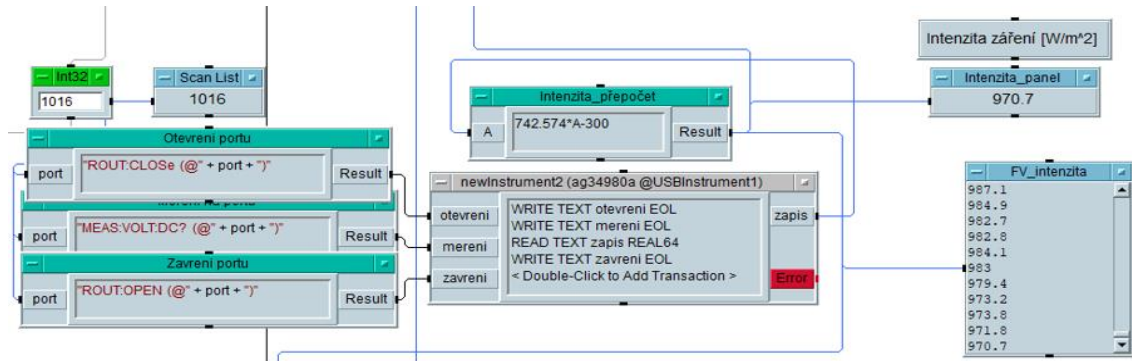 Intenzita záření [W/m^2]
Int32
1016
Scan List
1016
Intenzita_přepočet
A
742.574*A-300
Result
Intenzita_panel
970.7
Otevreni portu
port
"ROUT:CLOSe (@" + port + ")"
Result
port
"MEAS:VOLT:DC? (@" + port + ")"
Result
Zavreni portu
port
"ROUT:OPEN (@" + port + ")"
Result
newInstrument2 (ag34980a @USBInstrument1)
otevreni
mereni
zavreni
WRITE TEXT otevreni EOL
WRITE TEXT mereni EOL
READ TEXT zapis REAL64
WRITE TEXT zavreni EOL
< Double-Click to Add Transaction >
zapis
Error
FV_intenzita
987.1
984.9
982.7
982.8
984.1
983
979.4
973.2
973.8
971.8
970.7